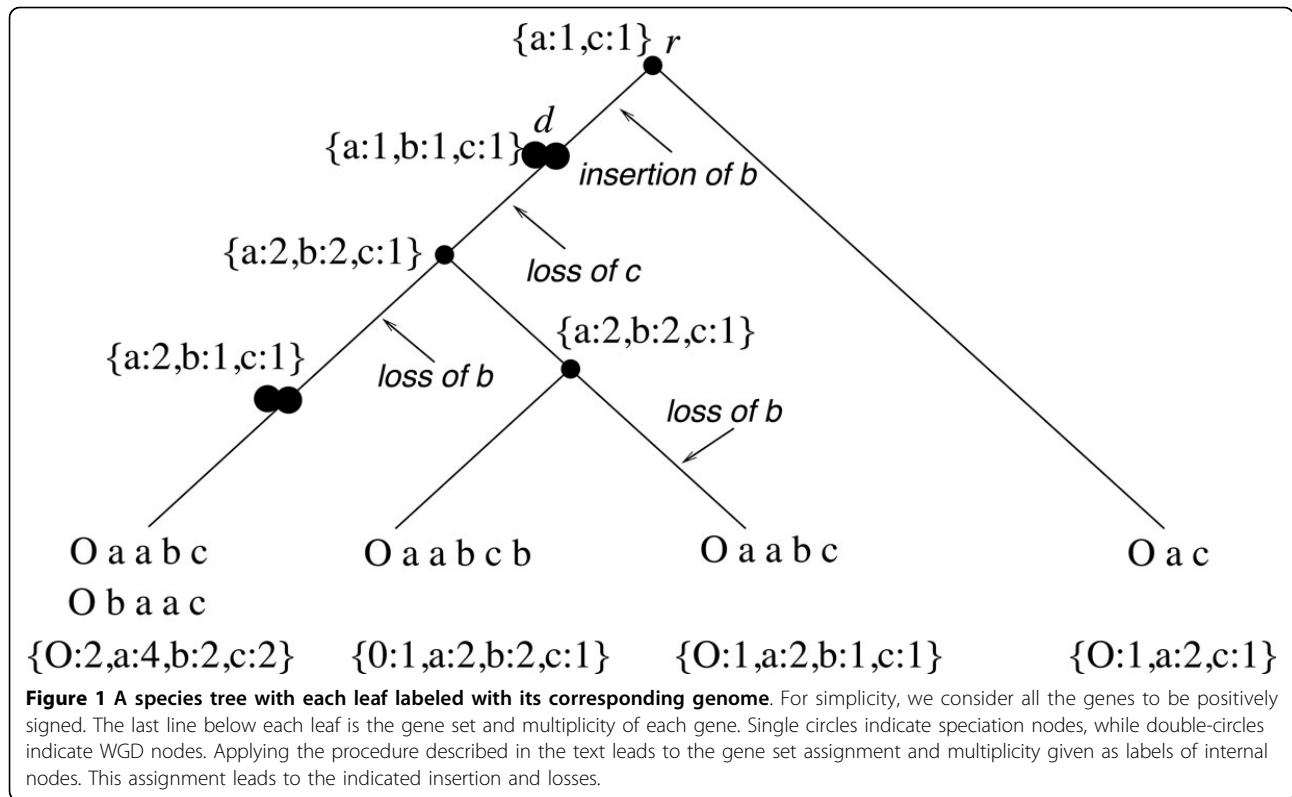 {a:1,c:1} r
d
{a:1,b:1,c:1}
insertion of b
{a:2,b:2,c:1}
loss of c
{a:2,b:2,c:1}
{a:2,b:1,c:1}
loss of b
loss of b
O a a b c
O a a b c b
O a a b c
O a c
O b a a c
{O:2,a:4,b:2,c:2}
{0:1,a:2,b:2,c:1}
{O:1,a:2,b:1,c:1}
{O:1,a:2,c:1}
Figure 1 A species tree with each leaf labeled with its corresponding genome. For simplicity, we consider all the genes to be positively
signed. The last line below each leaf is the gene set and multiplicity of each gene. Single circles indicate speciation nodes, while double-circles
indicate WGD nodes. Applying the procedure described in the text leads to the gene set assignment and multiplicity given as labels of internal
nodes. This assignment leads to the indicated insertion and losses.